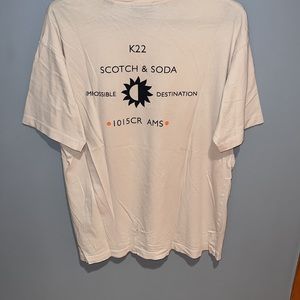 K22
SCOTCH & SODA
IMPOSSIBLE DESTINATION
1015CR AMS